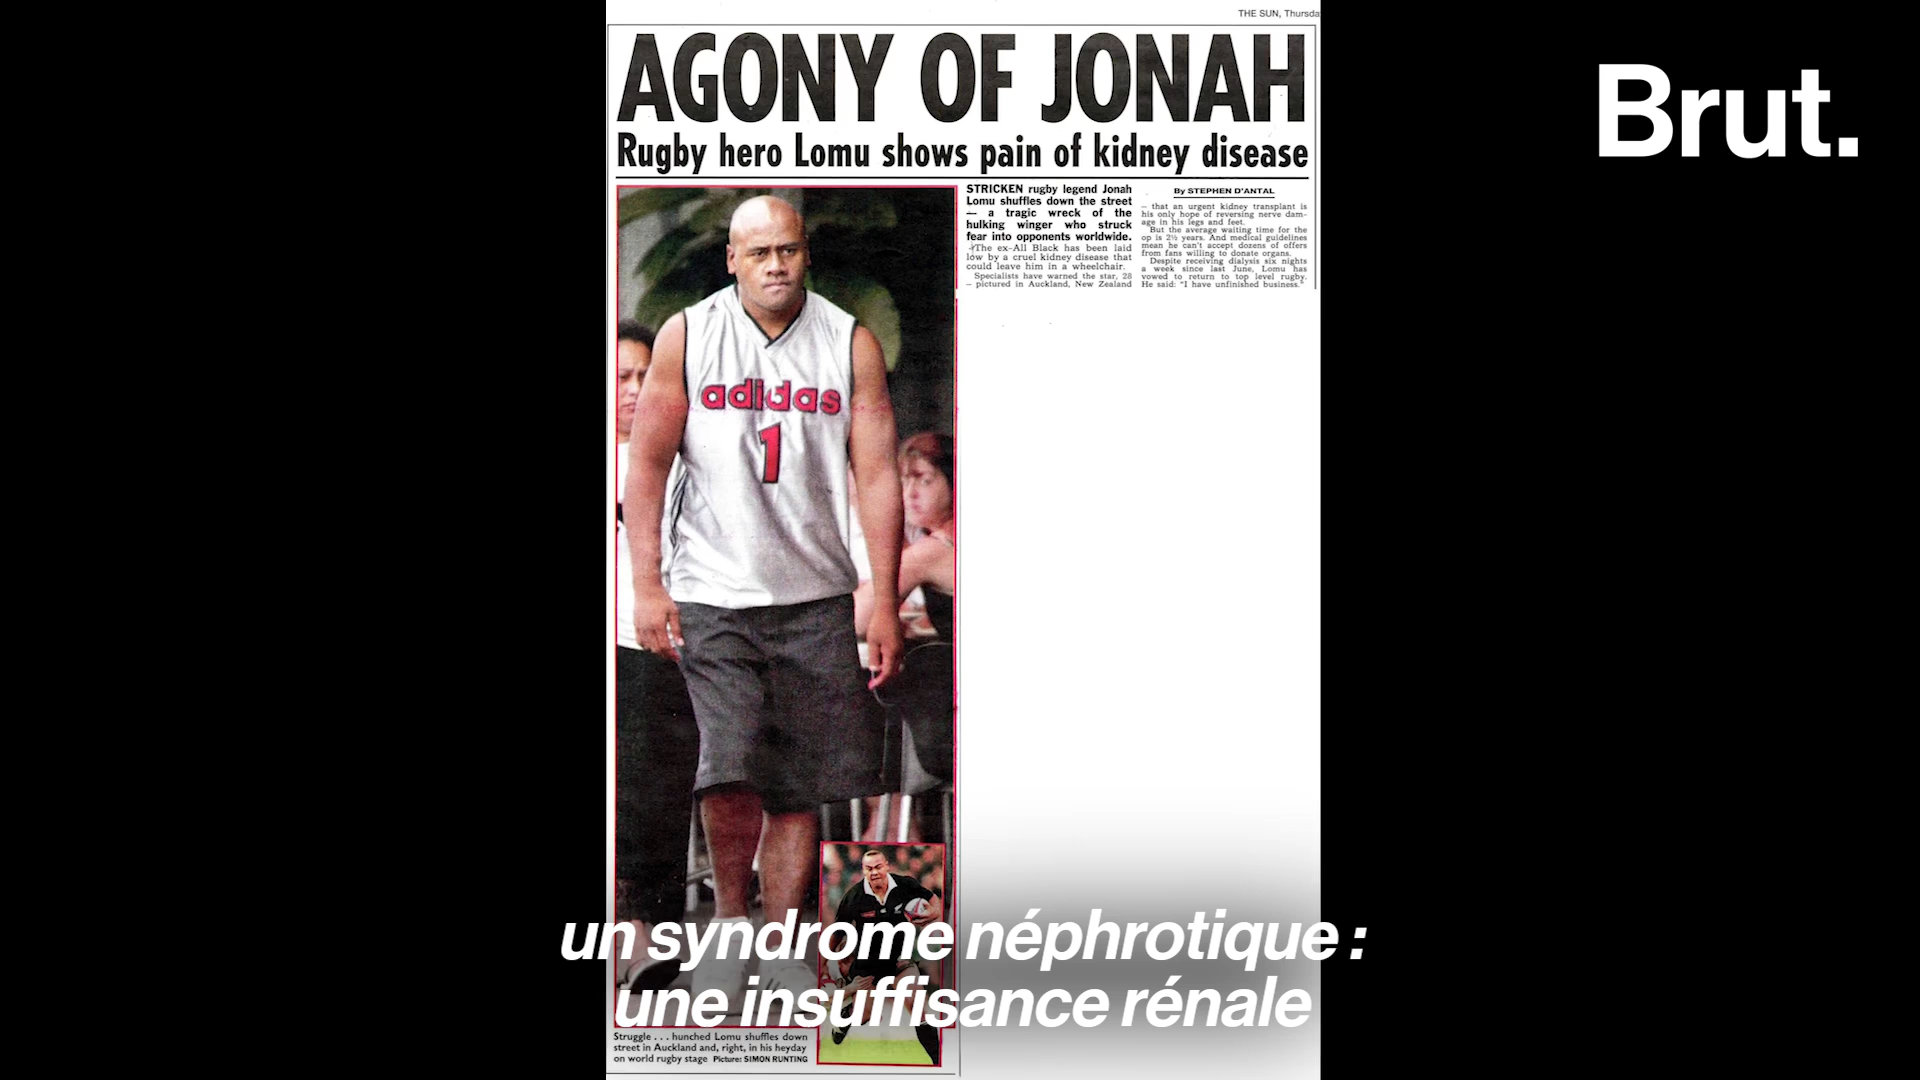 THE SUN, Thursda
AGONY OF JONAH
Rugby hero Lomu shows pain of kidney disease
STRICKEN rugby legend Jonah
Lomu shuffles down the street
— a tragic wreck of the
hulking winger who struck
fear into opponents worldwide.
The ex-All Black has been laid
low by a cruel kidney disease that
could leave him in a wheelchair.
Specialists have warned the star, 28
— pictured in Auckland, New Zealand
By STEPHEN D'ANTAL
— that an urgent kidney transplant is
his only hope of reversing nerve dam-
age in his legs and feet.
But the average waiting time for the
op is 2½ years. And medical guidelines
mean he can't accept dozens of offers
from fans willing to donate organs.
Despite receiving dialysis six nights
a week since last June, Lomu has
vowed to return to top level rugby.
He said: "I have unfinished business."
adidas
1
Struggle . . . hunched Lomu shuffles down
street in Auckland and, right, in his heyday
on world rugby stage Picture: SIMON RUNTING
Brut.
un syndrome néphrotique :
une insuffisance rénale